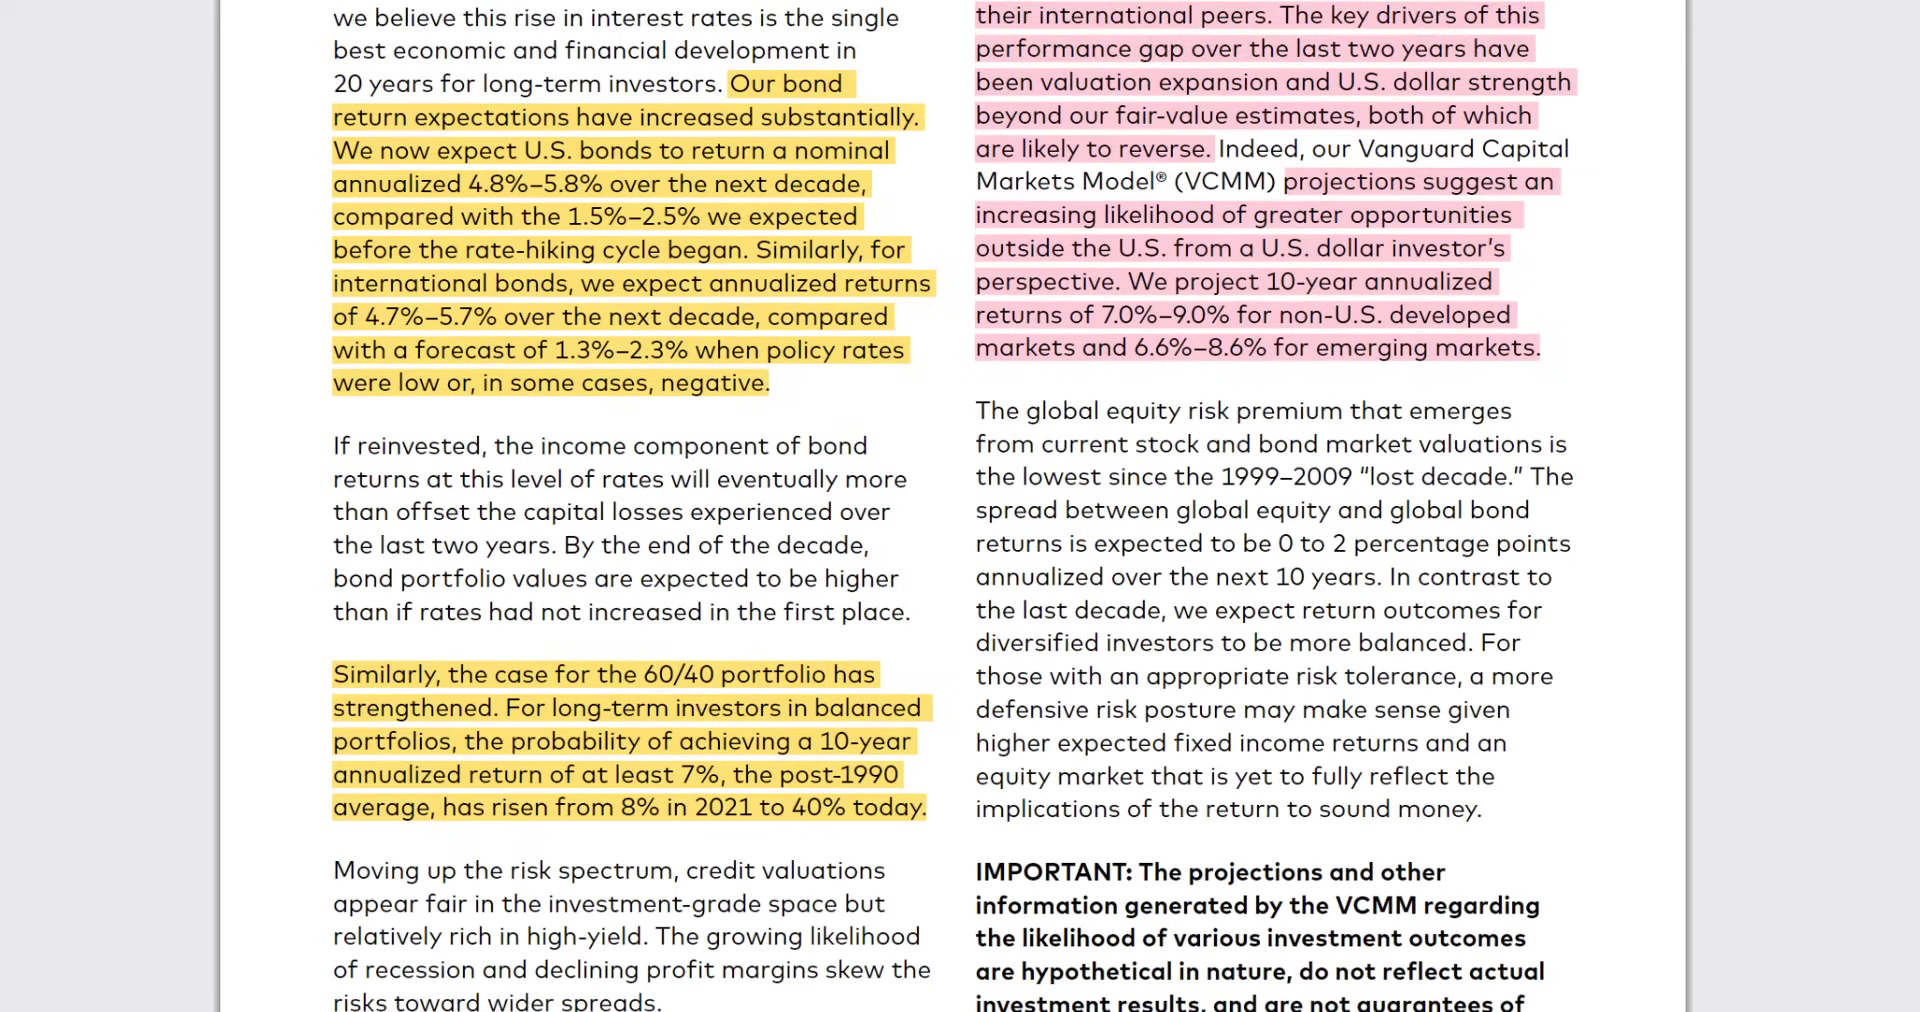 we believe this rise in interest rates is the single
best economic and financial development in
20 years for long-term investors. Our bond
return expectations have increased substantially.
We now expect U.S. bonds to return a nominal
annualized 4.8%–5.8% over the next decade,
compared with the 1.5%–2.5% we expected
before the rate-hiking cycle began. Similarly, for
international bonds, we expect annualized returns
of 4.7%–5.7% over the next decade, compared
with a forecast of 1.3%–2.3% when policy rates
were low or, in some cases, negative.
If reinvested, the income component of bond
returns at this level of rates will eventually more
than offset the capital losses experienced over
the last two years. By the end of the decade,
bond portfolio values are expected to be higher
than if rates had not increased in the first place.
Similarly, the case for the 60/40 portfolio has
strengthened. For long-term investors in balanced
portfolios, the probability of achieving a 10-year
annualized return of at least 7%, the post-1990
average, has risen from 8% in 2021 to 40% today.
Moving up the risk spectrum, credit valuations
appear fair in the investment-grade space but
relatively rich in high-yield. The growing likelihood
of recession and declining profit margins skew the
risks toward wider spreads.
their international peers. The key drivers of this
performance gap over the last two years have
been valuation expansion and U.S. dollar strength
beyond our fair-value estimates, both of which
are likely to reverse. Indeed, our Vanguard Capital
Markets Model® (VCMM) projections suggest an
increasing likelihood of greater opportunities
outside the U.S. from a U.S. dollar investor’s
perspective. We project 10-year annualized
returns of 7.0%–9.0% for non-U.S. developed
markets and 6.6%–8.6% for emerging markets.
The global equity risk premium that emerges
from current stock and bond market valuations is
the lowest since the 1999–2009 “lost decade.” The
spread between global equity and global bond
returns is expected to be 0 to 2 percentage points
annualized over the next 10 years. In contrast to
the last decade, we expect return outcomes for
diversified investors to be more balanced. For
those with an appropriate risk tolerance, a more
defensive risk posture may make sense given
higher expected fixed income returns and an
equity market that is yet to fully reflect the
implications of the return to sound money.
IMPORTANT: The projections and other
information generated by the VCMM regarding
the likelihood of various investment outcomes
are hypothetical in nature, do not reflect actual
investment results, and are not guarantees of